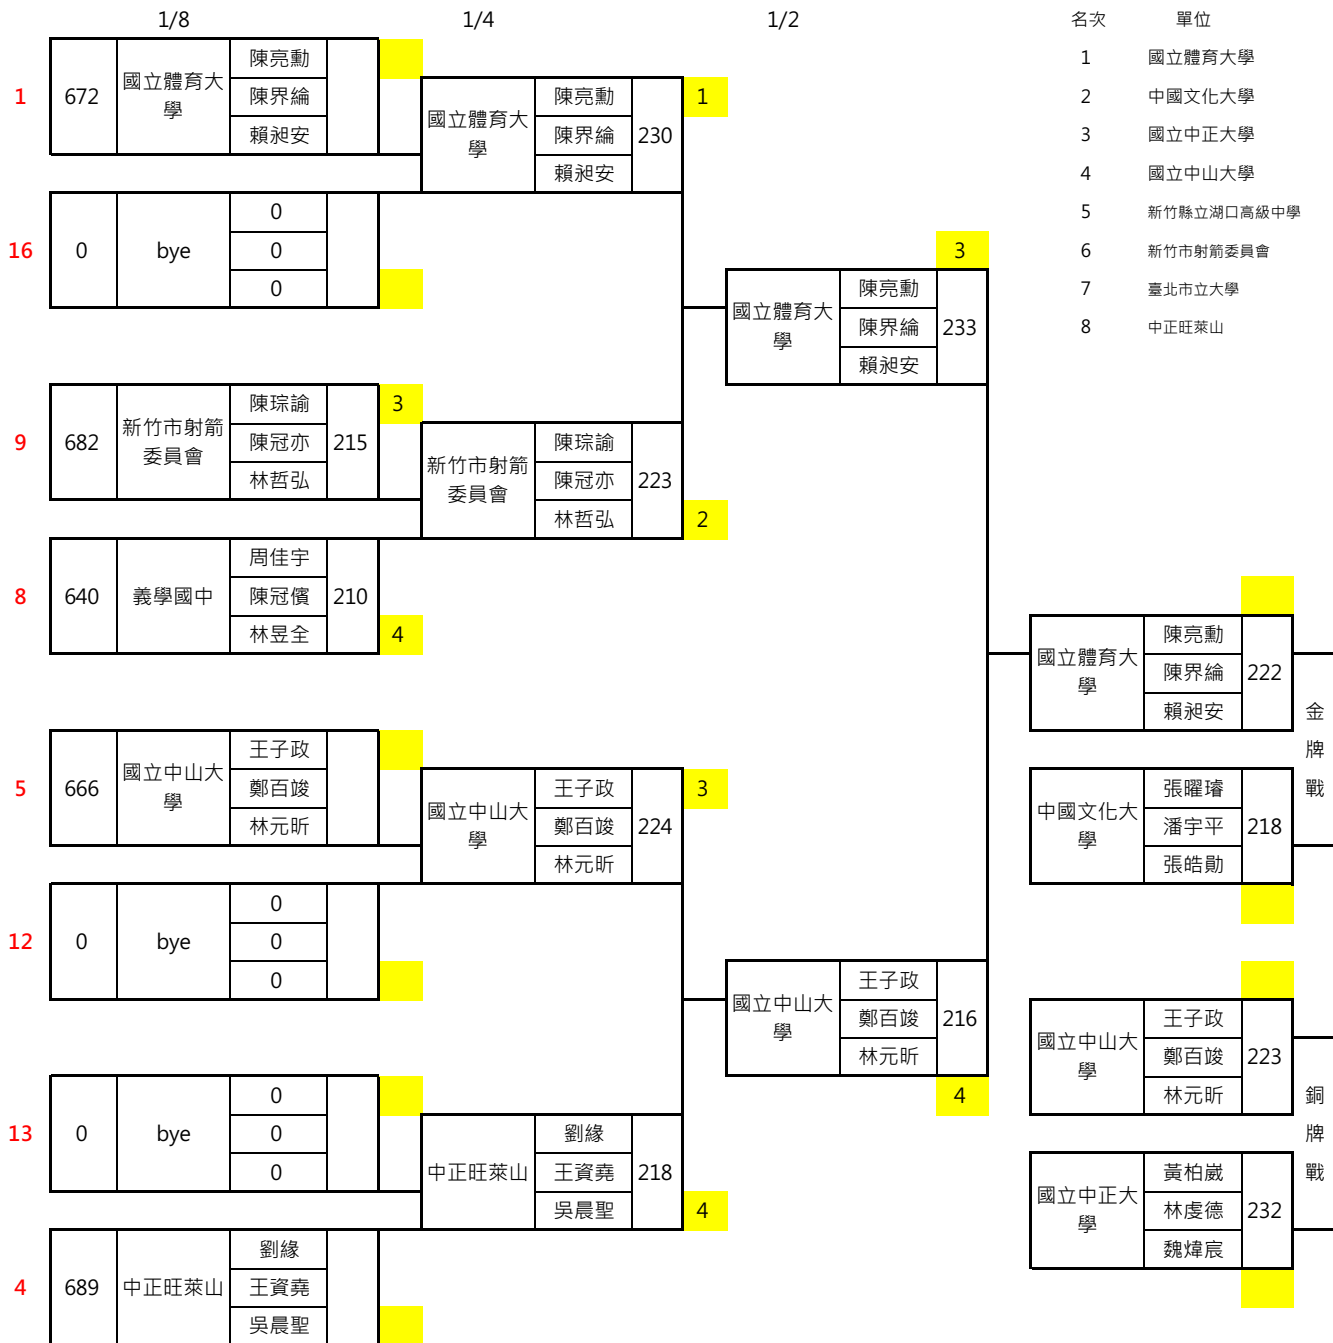 1/8 1/4 1/2 名次 單位
1 國立體育大學
2 中國文化大學
3 國立中正大學
4 國立中山大學
5 新竹縣立湖口高級中學
6 新竹市射箭委員會
7 臺北市立大學
8 中正旺萊山
1 672 國立體育大
學
陳亮勳
陳界綸
賴昶安
16 0 bye
0
0
0
9 682 新竹市射箭
委員會
陳琮諭
陳冠亦
林哲弘
215
3
8 640 義學國中
周佳宇
陳冠儐
林昱全
210
4
5 666 國立中山大
學
王子政
鄭百竣
林元昕
12 0 bye
0
0
0
13 0 bye
0
0
0
4 689 中正旺萊山
劉緣
王資堯
吳晨聖
國立體育大
學
陳亮勳
陳界綸
賴昶安
230
1
新竹市射箭
委員會
陳琮諭
陳冠亦
林哲弘
223
2
國立中山大
學
王子政
鄭百竣
林元昕
224
3
中正旺萊山
劉緣
王資堯
吳晨聖
218
4
3
國立體育大
學
陳亮勳
陳界綸
賴昶安
233
國立中山大
學
王子政
鄭百竣
林元昕
216
4
國立體育大
學
陳亮勳
陳界綸
賴昶安
222
金
牌
戰
中國文化大
學
張曜璿
潘宇平
張皓勛
218
國立中山大
學
王子政
鄭百竣
林元昕
223
銅
牌
戰
國立中正大
學
黃柏崴
林虔德
魏煒宸
232